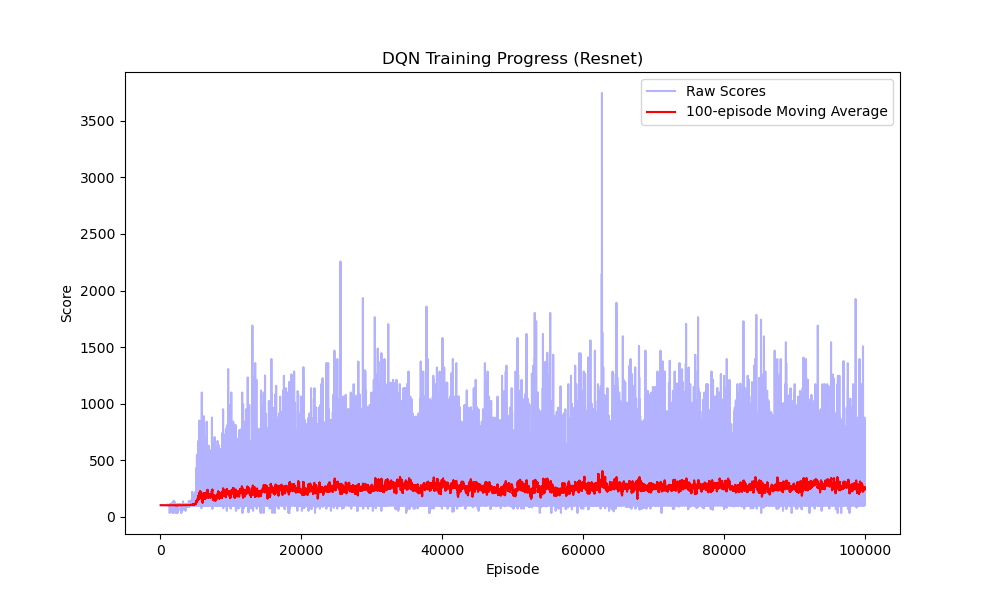 DQN Training Progress (Resnet)
Raw Scores
100-episode Moving Average
3500
3000
2500
2000
1500
1000
500
0
Score
0 20000 40000 60000 80000 100000
Episode